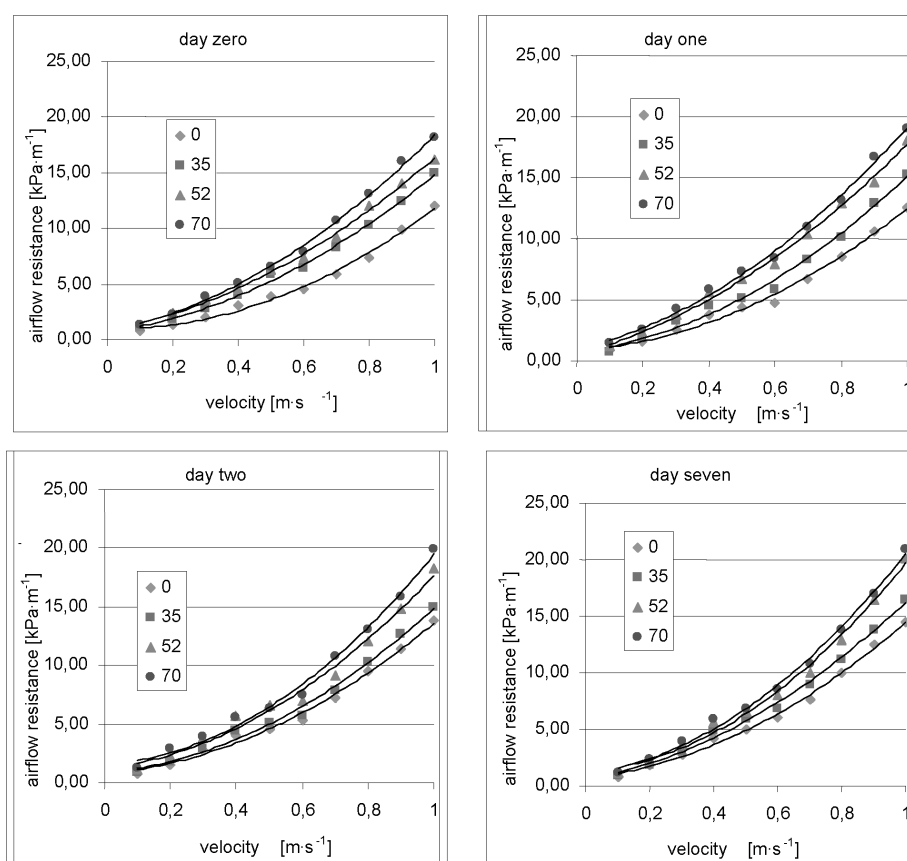 day zero
25,00
20,00
15,00
10,00
5,00
0,00
airflow resistance [kPa·m-1]
0
35
52
70
0 0,2 0,4 0,6 0,8 1
velocity [m·s -1]
day one
25,00
20,00
15,00
10,00
5,00
0,00
airflow resistance [kPa·m-1]
0
35
52
70
0 0,2 0,4 0,6 0,8 1
velocity [m·s-1]
day two
25,00
20,00
15,00
10,00
5,00
0,00
airflow resistance [kPa·m-1]
0
35
52
70
0 0,2 0,4 0,6 0,8 1
velocity [m·s-1]
day seven
25,00
20,00
15,00
10,00
5,00
0,00
airflow resistance [kPa·m-1]
0
35
52
70
0 0,2 0,4 0,6 0,8 1
velocity [m·s-1]